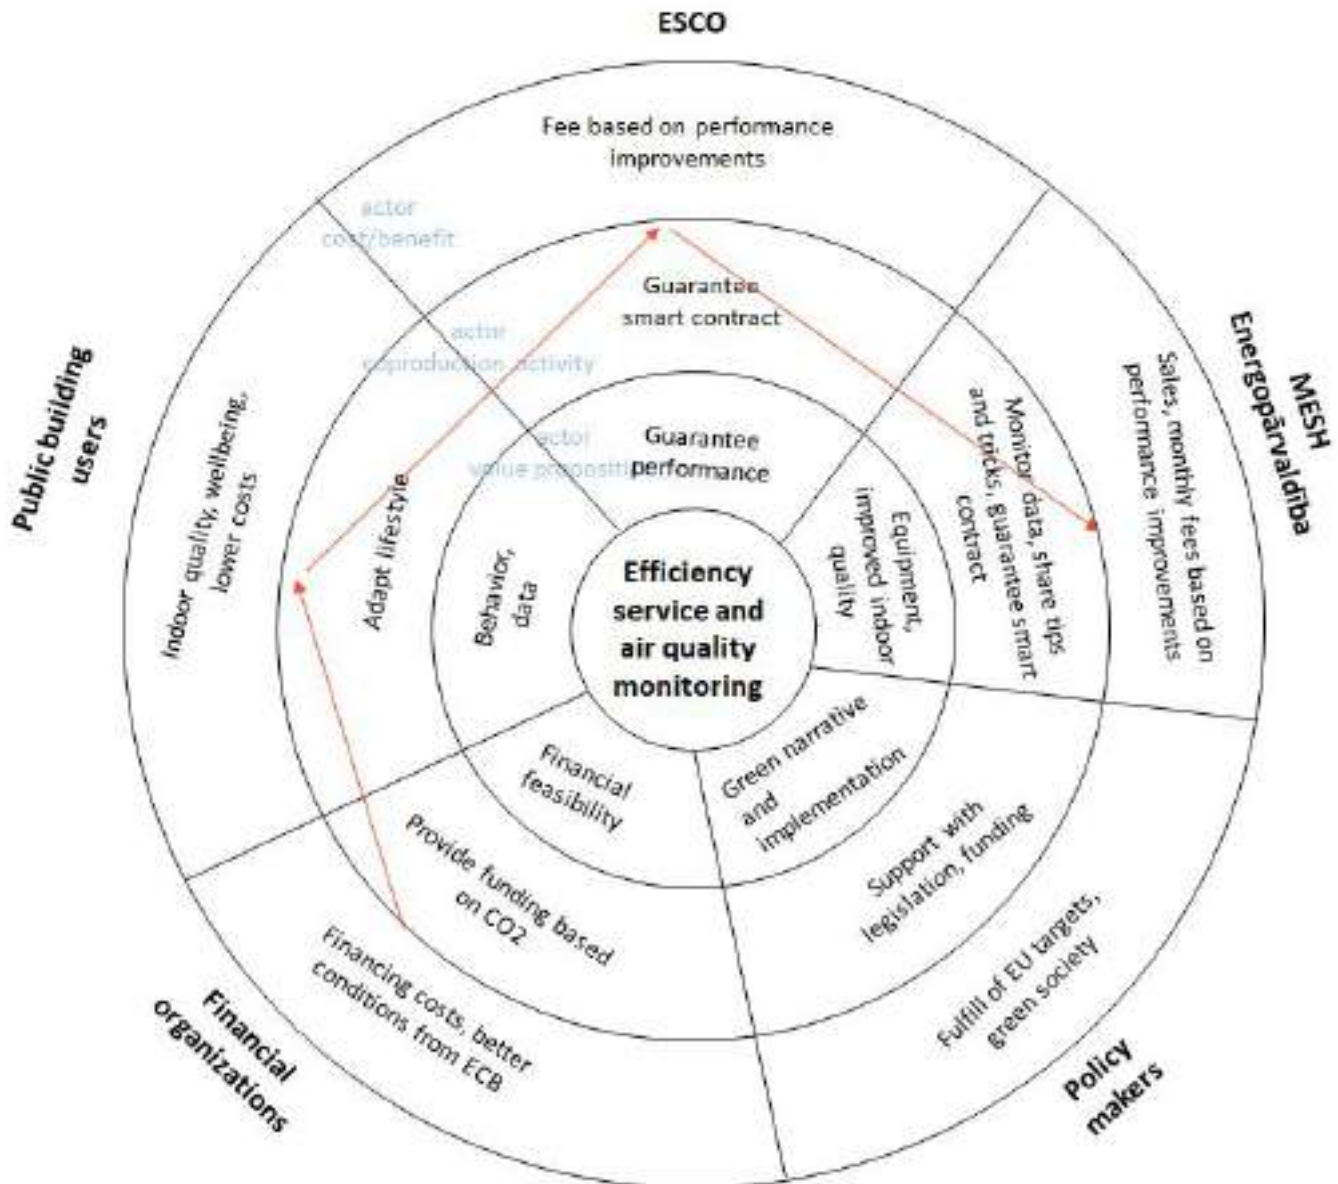 ESCO
Fee based on performance
improvements
actor
cost/benefit
Guarantee
smart contract
actor
coproduction activity
Guarantee
performance
actor
value proposition
Efficiency
service and
air quality
monitoring
MESH
Energopārvaldība
Sales, monthly fees based on
performance improvements
Monitor data, share tips
and tricks, guarantee smart
contract
Equipment,
improved indoor
quality
Policy
makers
Fulfill of EU targets,
green society
Support with
legislation, funding
Green narrative
and
implementation
Financial
organizations
Financing costs, better
conditions from ECB
Provide funding based
on CO2
Financial
feasibility
Public building
users
Indoor quality, wellbeing,
lower costs
Adapt lifestyle
Behavior,
data